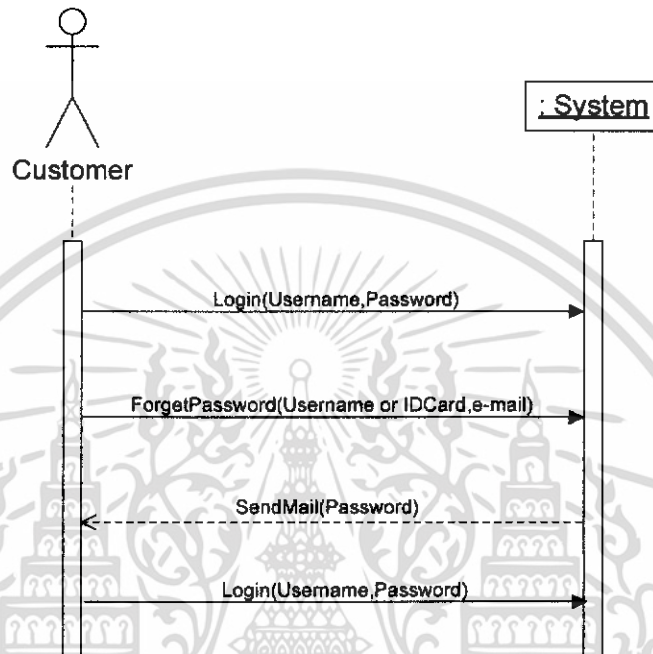 : System
Customer
Login(Username,Password)
ForgetPassword(Username or IDCard,e-mail)
SendMail(Password)
Login(Username,Password)